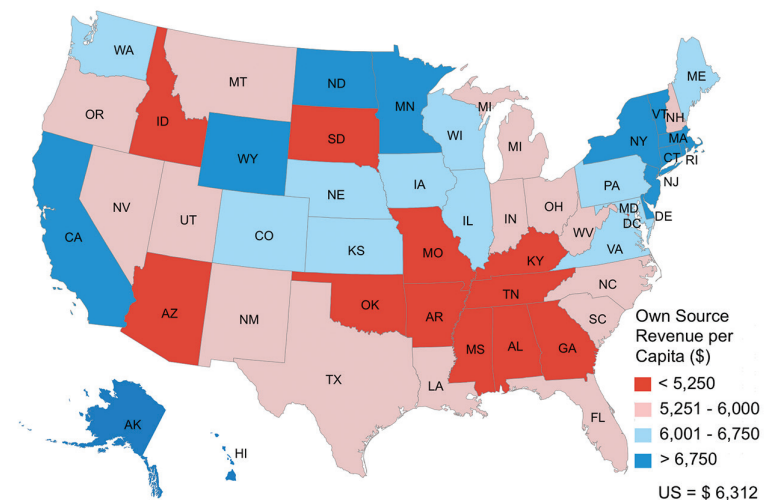 WA
MT
ND
MN
ME
OR
ID
SD
WI
MI
MI
VT
NH
NY
MA
CT
RI
WY
NV
UT
CO
NE
IA
IL
IN
OH
PA
NJ
MD
DC
DE
CA
KS
MO
KY
WV
VA
AZ
NM
OK
AR
TN
NC
SC
TX
LA
MS
AL
GA
FL
AK
HI
Own Source
Revenue per
Capita ($)
< 5,250
5,251 - 6,000
6,001 - 6,750
> 6,750
US = $ 6,312